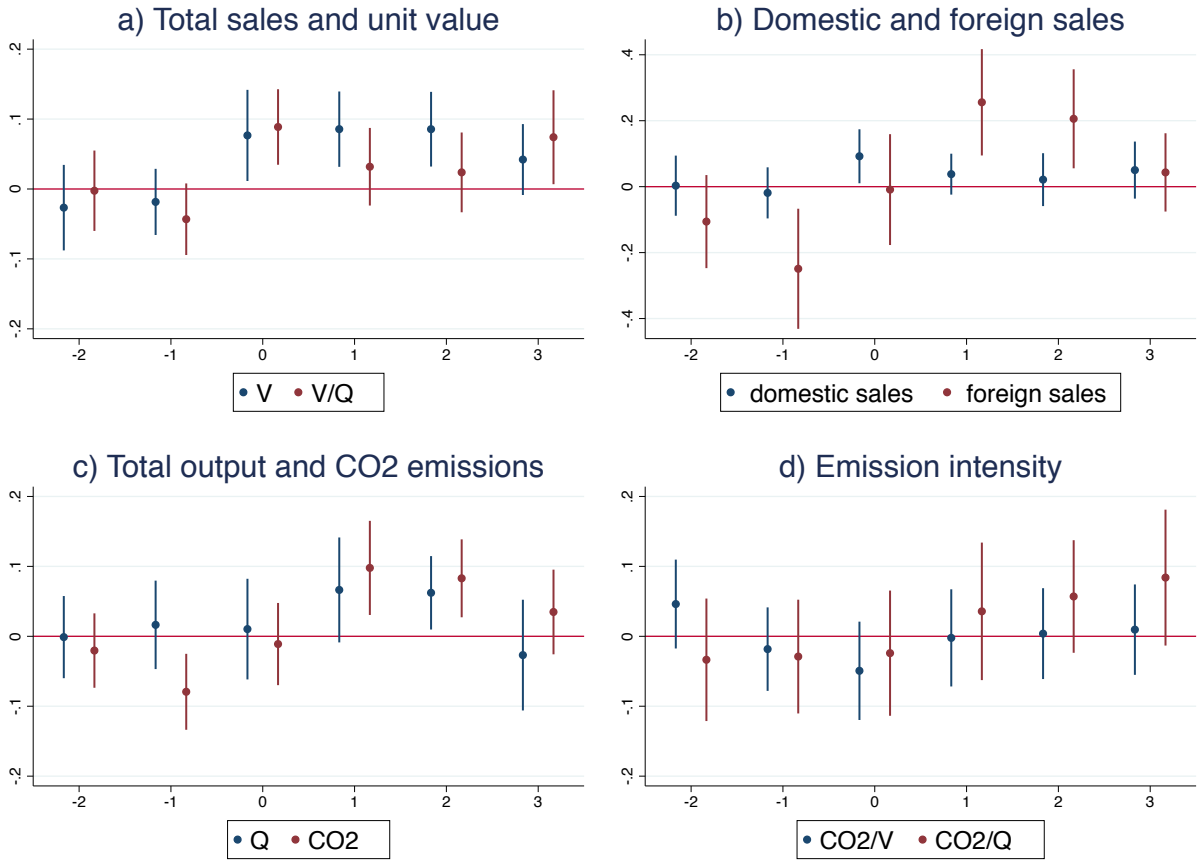 a) Total sales and unit value
.2
.1
0
-.1
-.2
-2 -1 0 1 2 3
V V/Q
b) Domestic and foreign sales
.4
.2
0
-.2
-.4
-2 -1 0 1 2 3
domestic sales foreign sales
c) Total output and CO2 emissions
.2
.1
0
-.1
-.2
-2 -1 0 1 2 3
Q CO2
d) Emission intensity
.2
.1
0
-.1
-.2
-2 -1 0 1 2 3
CO2/V CO2/Q